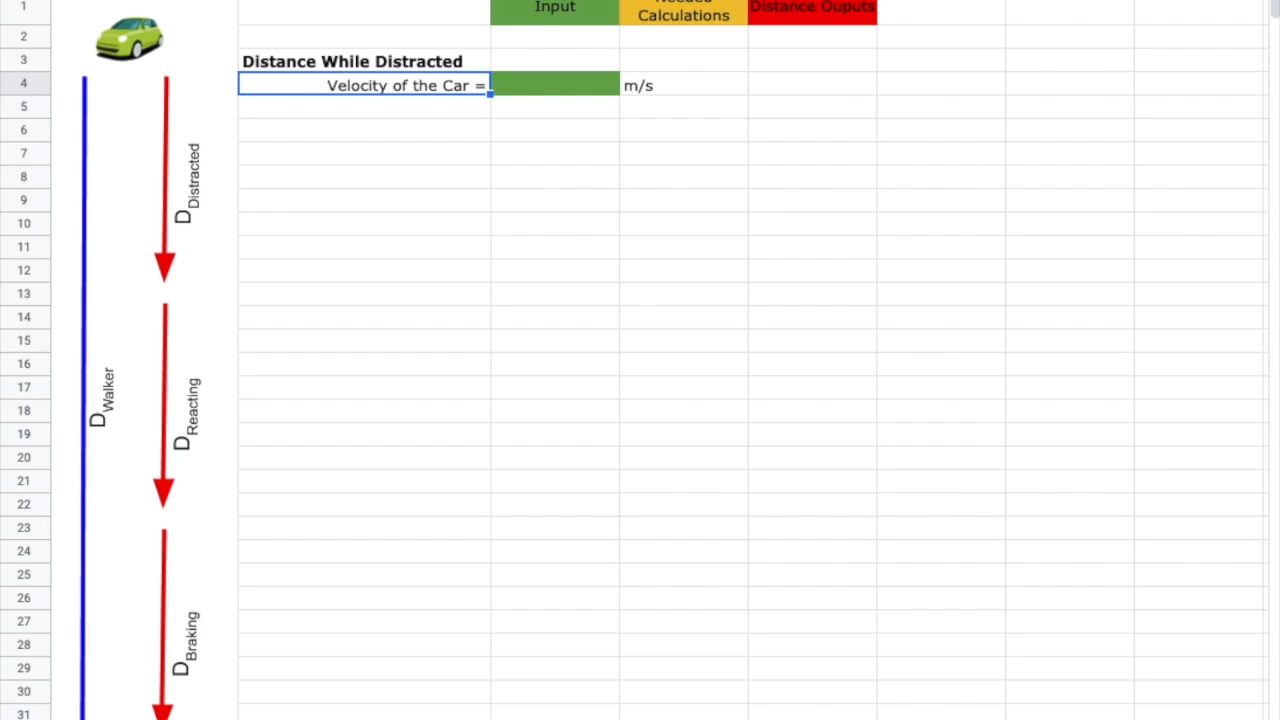 1
Input
Needed
Calculations
Distance Ouputs
2
3
Distance While Distracted
4
Velocity of the Car =
m/s
5
6
7
8
9
10
11
12
13
14
15
16
17
18
19
20
21
22
23
24
25
26
27
28
29
30
31
DDistracted
DWalker
DReacting
DBraking